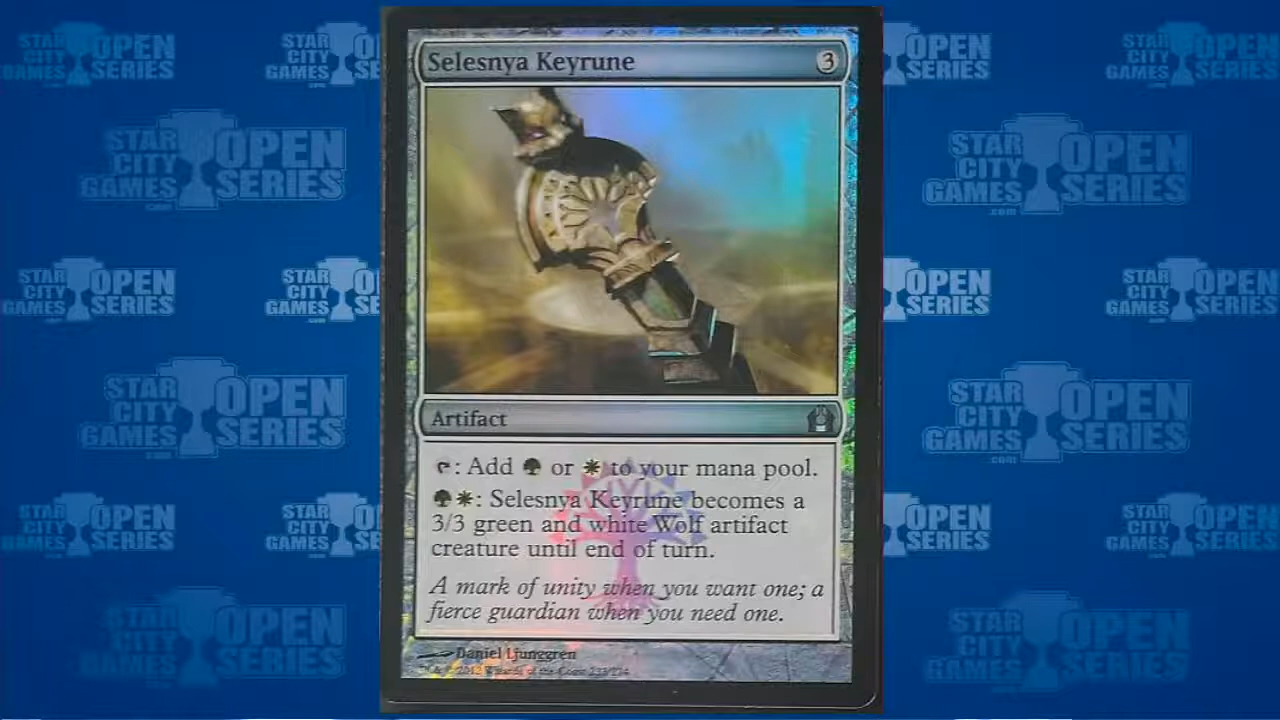 STAR CITY GAMES .com OPEN SERIES
Selesnya Keyrune 3
Artifact
: Add or to your mana pool.
: Selesnya Keyrune becomes a
3/3 green and white Wolf artifact
creature until end of turn.
A mark of unity when you want one; a
fierce guardian when you need one.
Daniel Ljunggren